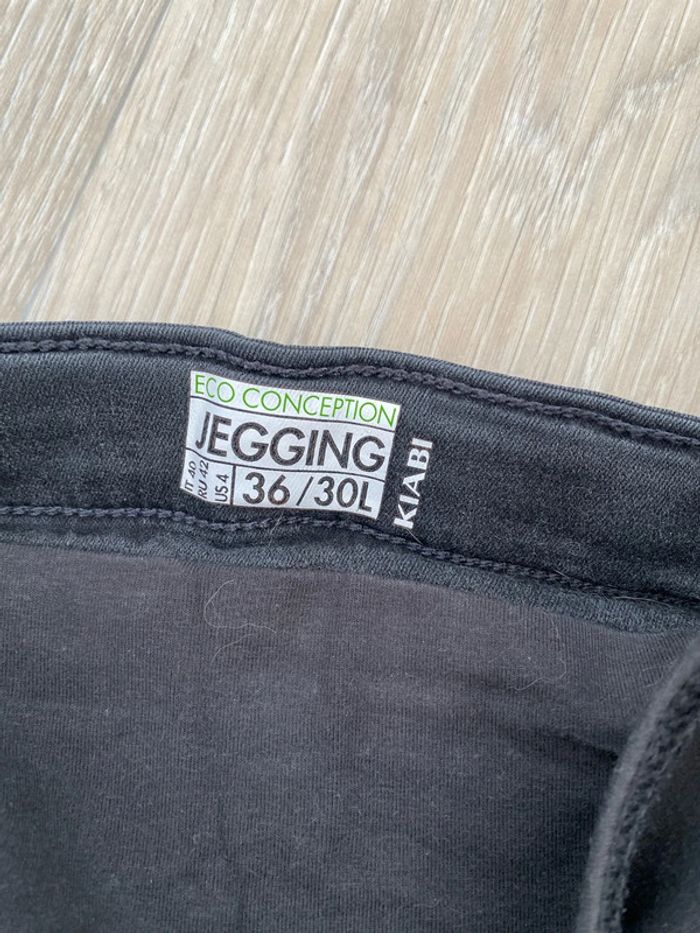 ECO CONCEPTION
JEGGING
IT 40
RU 42
US 4
36/30L
KIABI